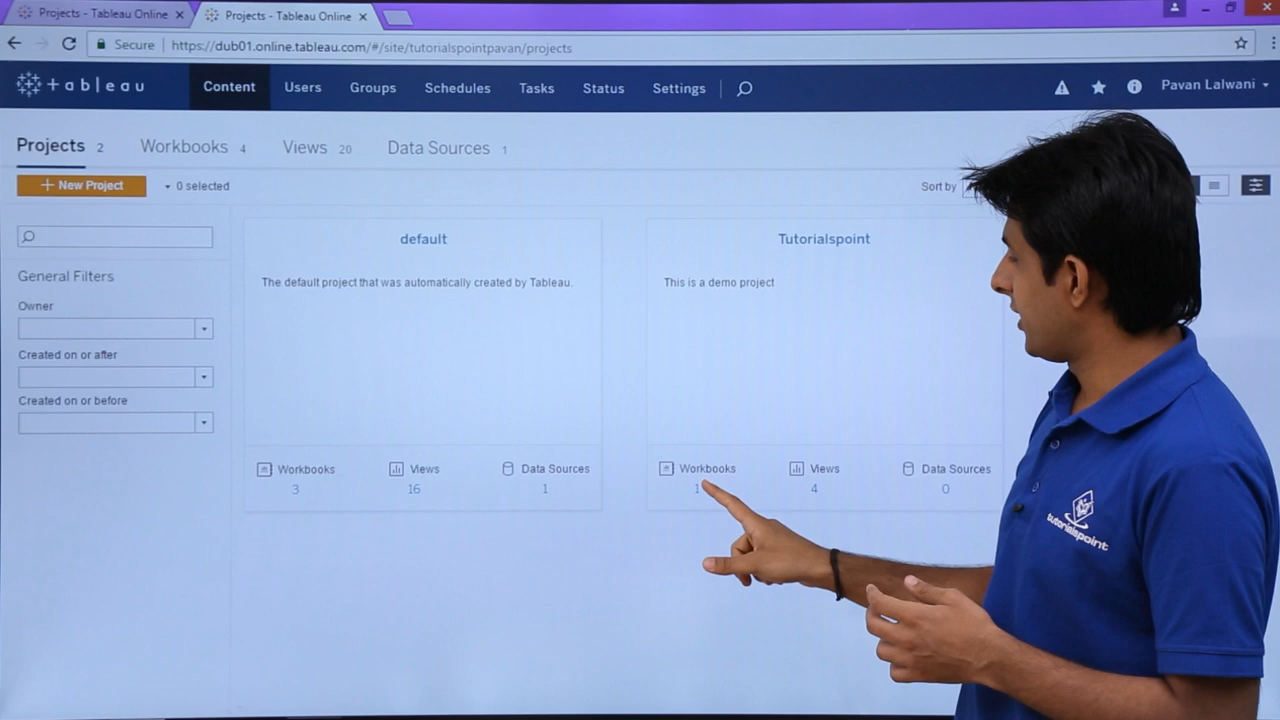 Projects - Tableau Online
Projects - Tableau Online
Secure https://dub01.online.tableau.com/#/site/tutorialspointpavan/projects
+ a b l e a u Content Users Groups Schedules Tasks Status Settings Pavan Lalwani
Projects 2 Workbooks 4 Views 20 Data Sources 1
+ New Project 0 selected Sort by
General Filters
Owner
Created on or after
Created on or before
default
The default project that was automatically created by Tableau.
Workbooks Views Data Sources
3 16 1
Tutorialspoint
This is a demo project
Workbooks Views Data Sources
1 4 0
tutorialspoint